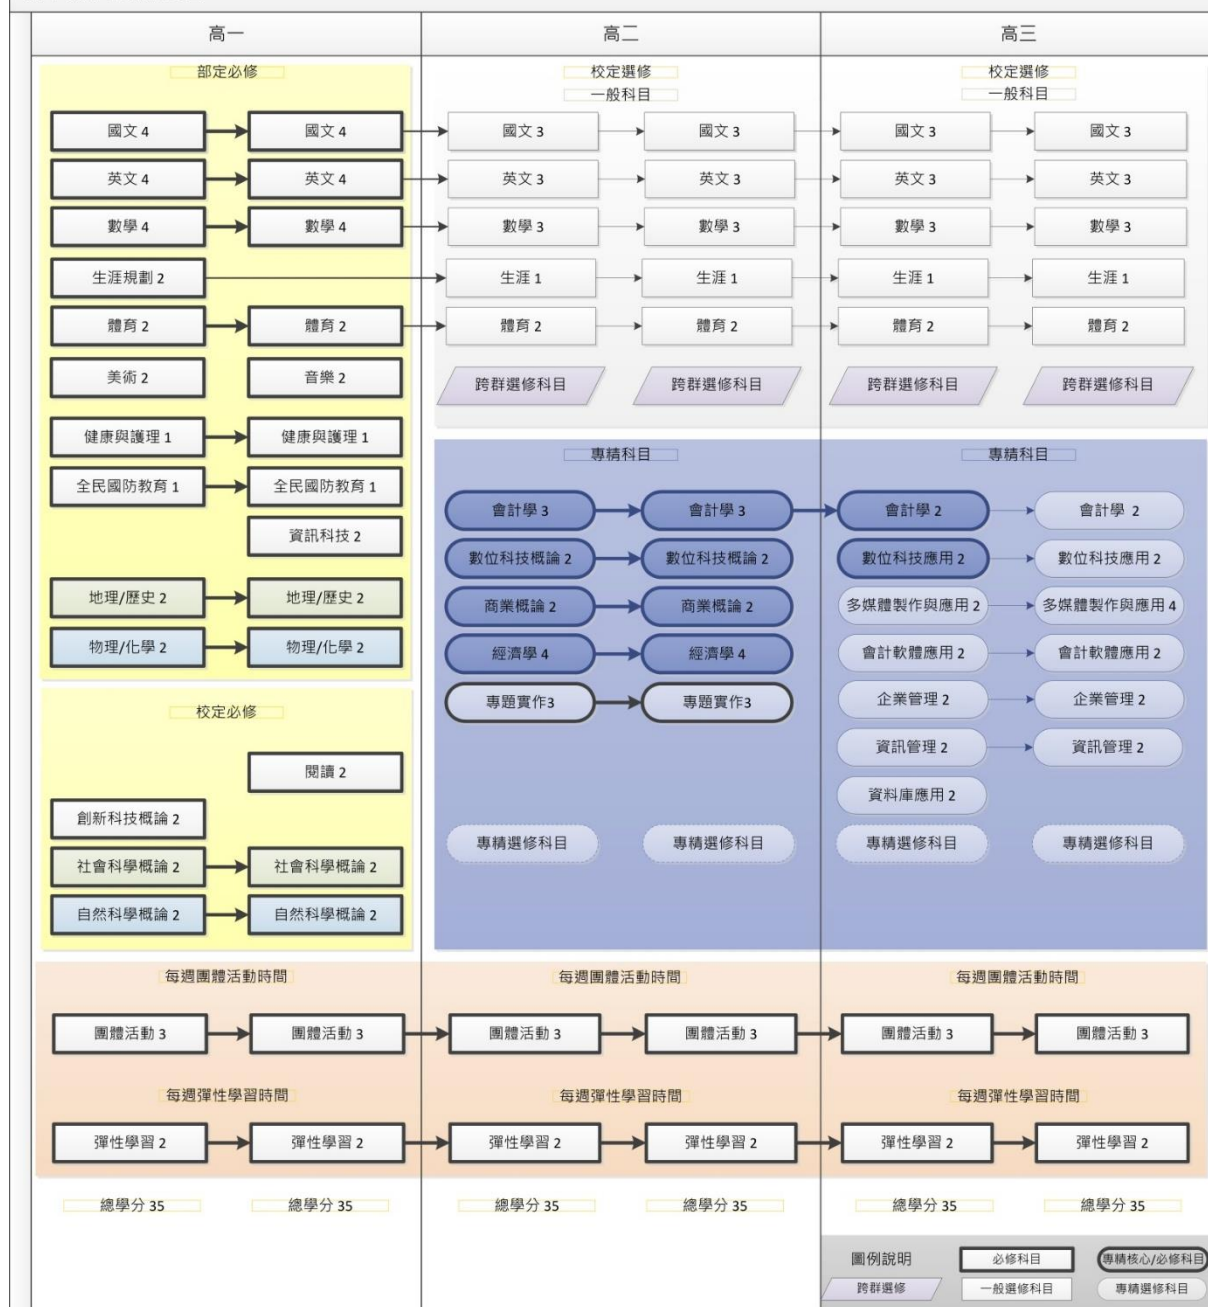 高一 高二 高三
部定必修 校定選修 校定選修
一般科目 一般科目
國文 4 國文 4 國文 3 國文 3 國文 3 國文 3
英文 4 英文 4 英文 3 英文 3 英文 3 英文 3
數學 4 數學 4 數學 3 數學 3 數學 3 數學 3
生涯規劃 2 生涯 1 生涯 1 生涯 1 生涯 1
體育 2 體育 2 體育 2 體育 2 體育 2 體育 2
美術 2 音樂 2 跨群選修科目 跨群選修科目 跨群選修科目 跨群選修科目
健康與護理 1 健康與護理 1
專精科目 專精科目
全民國防教育 1 全民國防教育 1
會計學 3 會計學 3 會計學 2 會計學 2
資訊科技 2
數位科技概論 2 數位科技概論 2 數位科技應用 2 數位科技應用 2
地理/歷史 2 地理/歷史 2 商業概論 2 商業概論 2 多媒體製作與應用 2 多媒體製作與應用 4
物理/化學 2 物理/化學 2 經濟學 4 經濟學 4 會計軟體應用 2 會計軟體應用 2
專題實作3 專題實作3 企業管理 2 企業管理 2
校定必修
資訊管理 2 資訊管理 2
閱讀 2
資料庫應用 2
創新科技概論 2
專精選修科目 專精選修科目 專精選修科目 專精選修科目
社會科學概論 2 社會科學概論 2
自然科學概論 2 自然科學概論 2
每週團體活動時間 每週團體活動時間 每週團體活動時間
團體活動 3 團體活動 3 團體活動 3 團體活動 3 團體活動 3 團體活動 3
每週彈性學習時間 每週彈性學習時間 每週彈性學習時間
彈性學習 2 彈性學習 2 彈性學習 2 彈性學習 2 彈性學習 2 彈性學習 2
總學分 35 總學分 35 總學分 35 總學分 35 總學分 35 總學分 35
圖例說明 必修科目 專精核心/必修科目
跨群選修 一般選修科目 專精選修科目